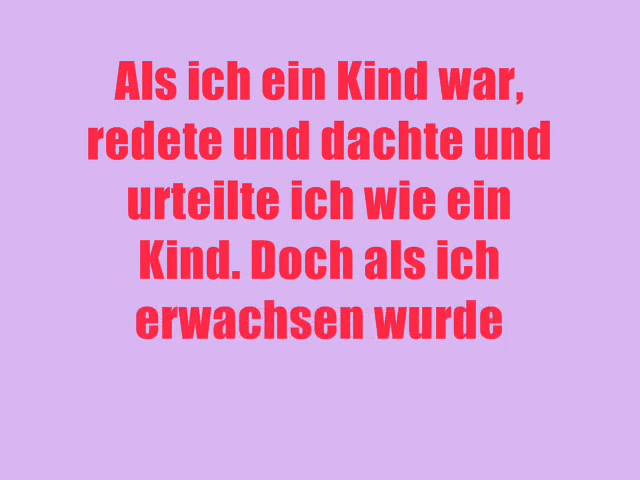 Als ich ein Kind war,
redete und dachte und
urteilte ich wie ein
Kind. Doch als ich
erwachsen wurde